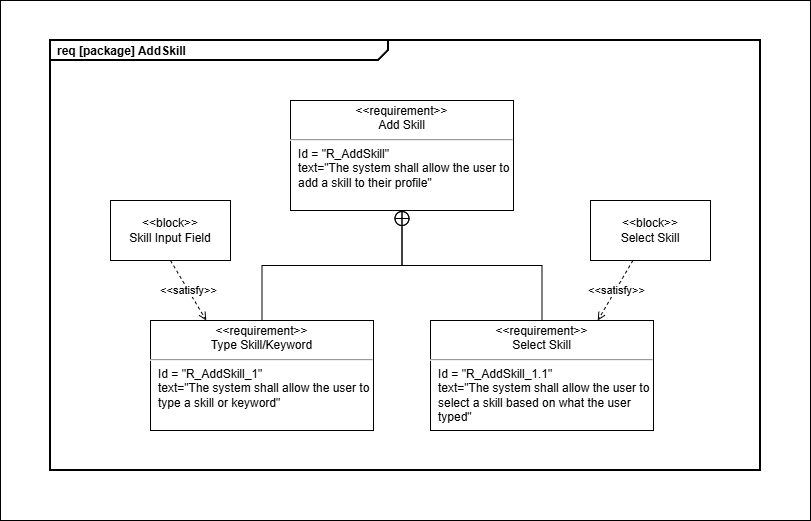 req [package] AddSkill
<<requirement>>
Add Skill
Id = "R_AddSkill"
text="The system shall allow the user to
add a skill to their profile"
<<block>>
Skill Input Field
<<block>>
Select Skill
<<satisfy>>
<<satisfy>>
<<requirement>>
Type Skill/Keyword
Id = "R_AddSkill_1"
text="The system shall allow the user to
type a skill or keyword"
<<requirement>>
Select Skill
Id = "R_AddSkill_1.1"
text="The system shall allow the user to
select a skill based on what the user
typed"